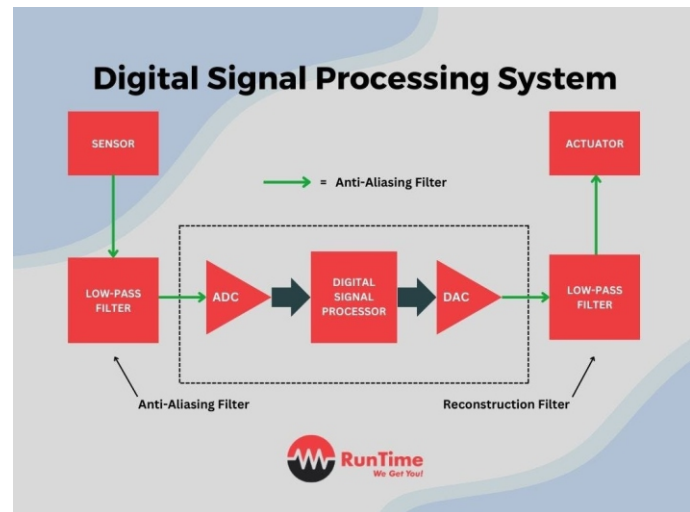 Digital Signal Processing System
SENSOR
ACTUATOR
= Anti-Aliasing Filter
LOW-PASS
FILTER
ADC
DIGITAL
SIGNAL
PROCESSOR
DAC
LOW-PASS
FILTER
Anti-Aliasing Filter
Reconstruction Filter
RunTime
We Get You!